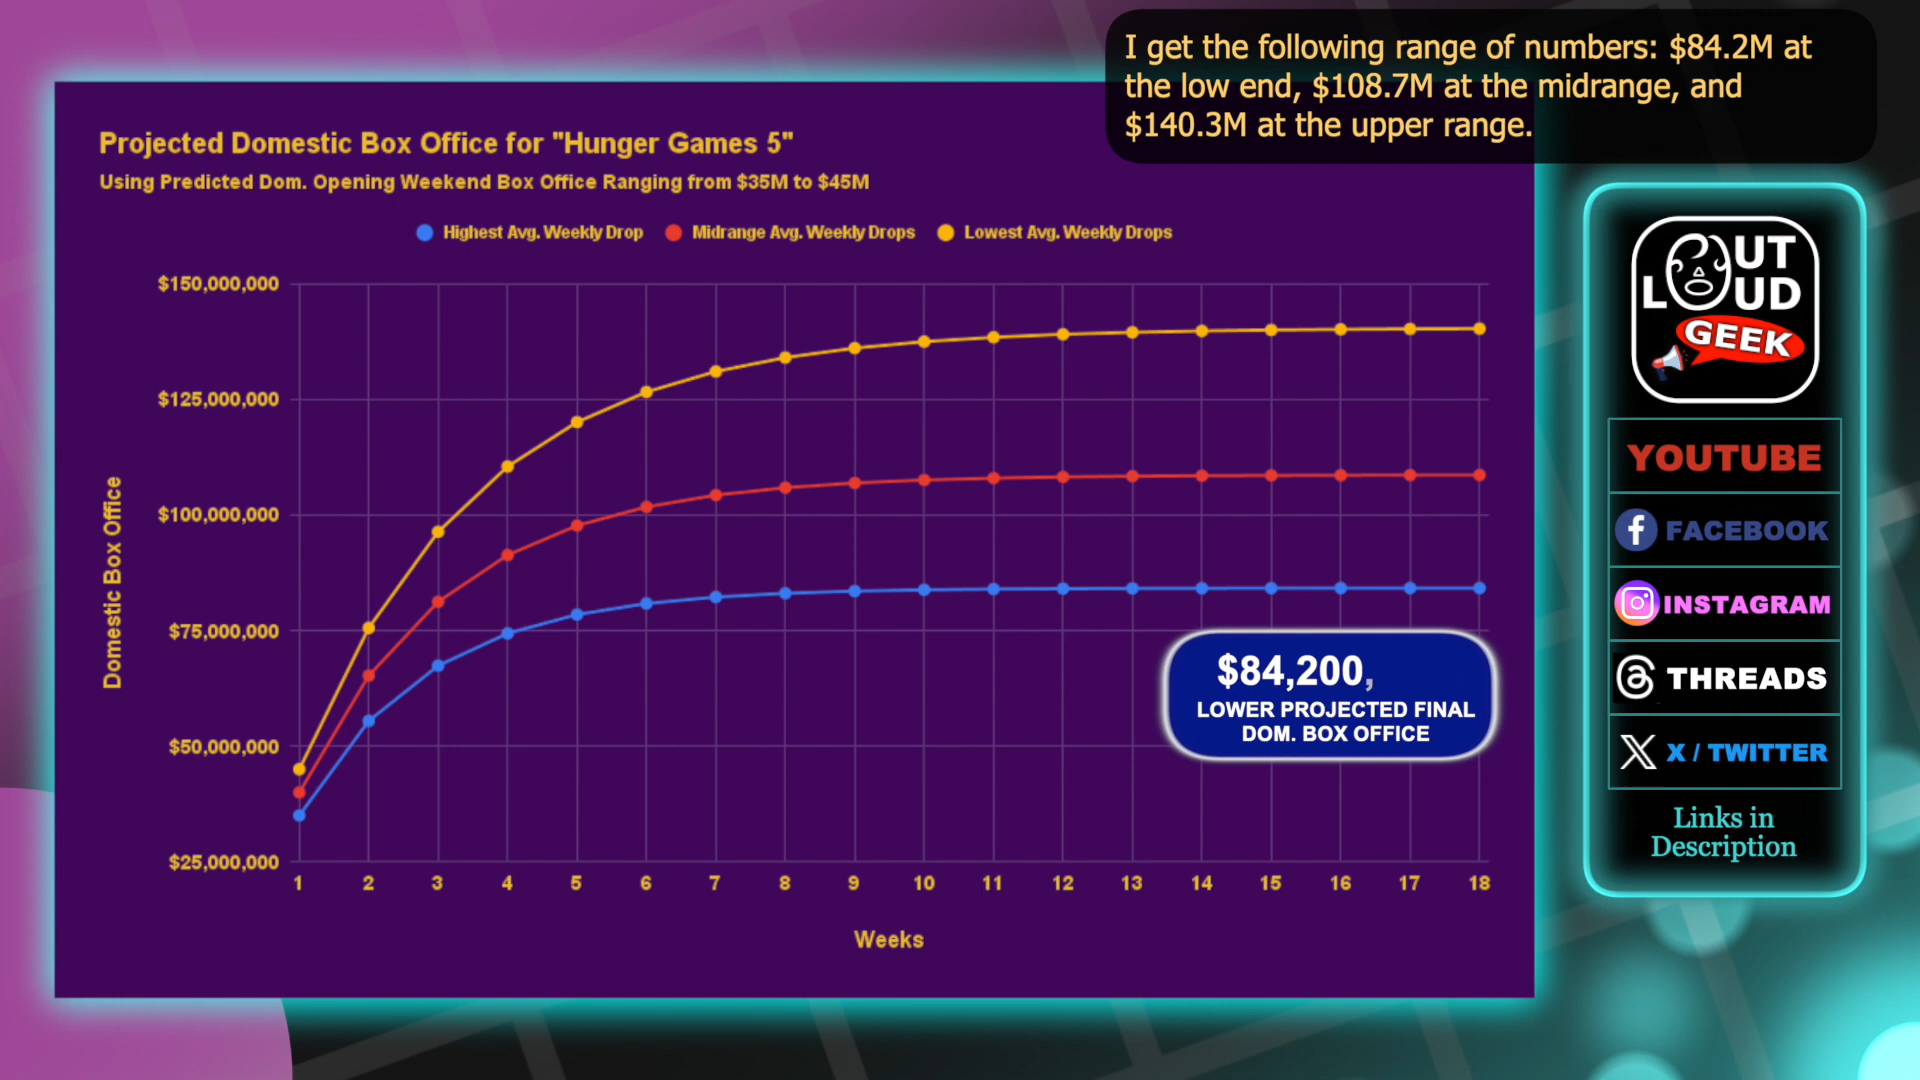 I get the following range of numbers: $84.2M at
the low end, $108.7M at the midrange, and
$140.3M at the upper range.
Projected Domestic Box Office for "Hunger Games 5"
Using Predicted Dom. Opening Weekend Box Office Ranging from $35M to $45M
Highest Avg. Weekly Drop Midrange Avg. Weekly Drops Lowest Avg. Weekly Drops
$150,000,000
$125,000,000
$100,000,000
$75,000,000
$50,000,000
$25,000,000
Domestic Box Office
1 2 3 4 5 6 7 8 9 10 11 12 13 14 15 16 17 18
Weeks
$84,200,
LOWER PROJECTED FINAL
DOM. BOX OFFICE
OUT
LOUD
GEEK
YOUTUBE
FACEBOOK
INSTAGRAM
THREADS
X / TWITTER
Links in
Description